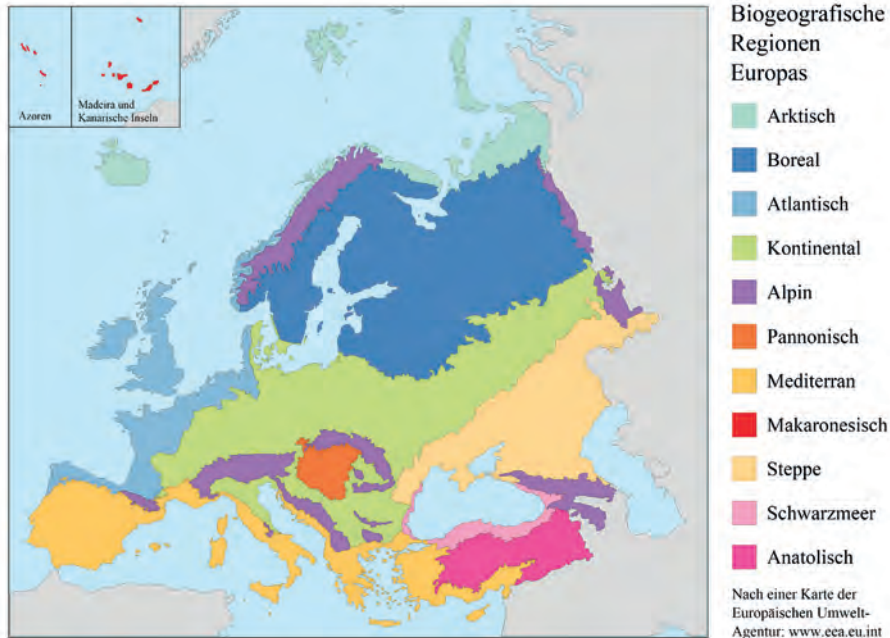 Azoren
Madeira und
Kanarische Inseln
Biogeografische
Regionen
Europas
Arktisch
Boreal
Atlantisch
Kontinental
Alpin
Pannonisch
Mediterran
Makaronesisch
Steppe
Schwarzmeer
Anatolisch
Nach einer Karte der
Europäischen Umwelt-
Agentur: www.eea.eu.int